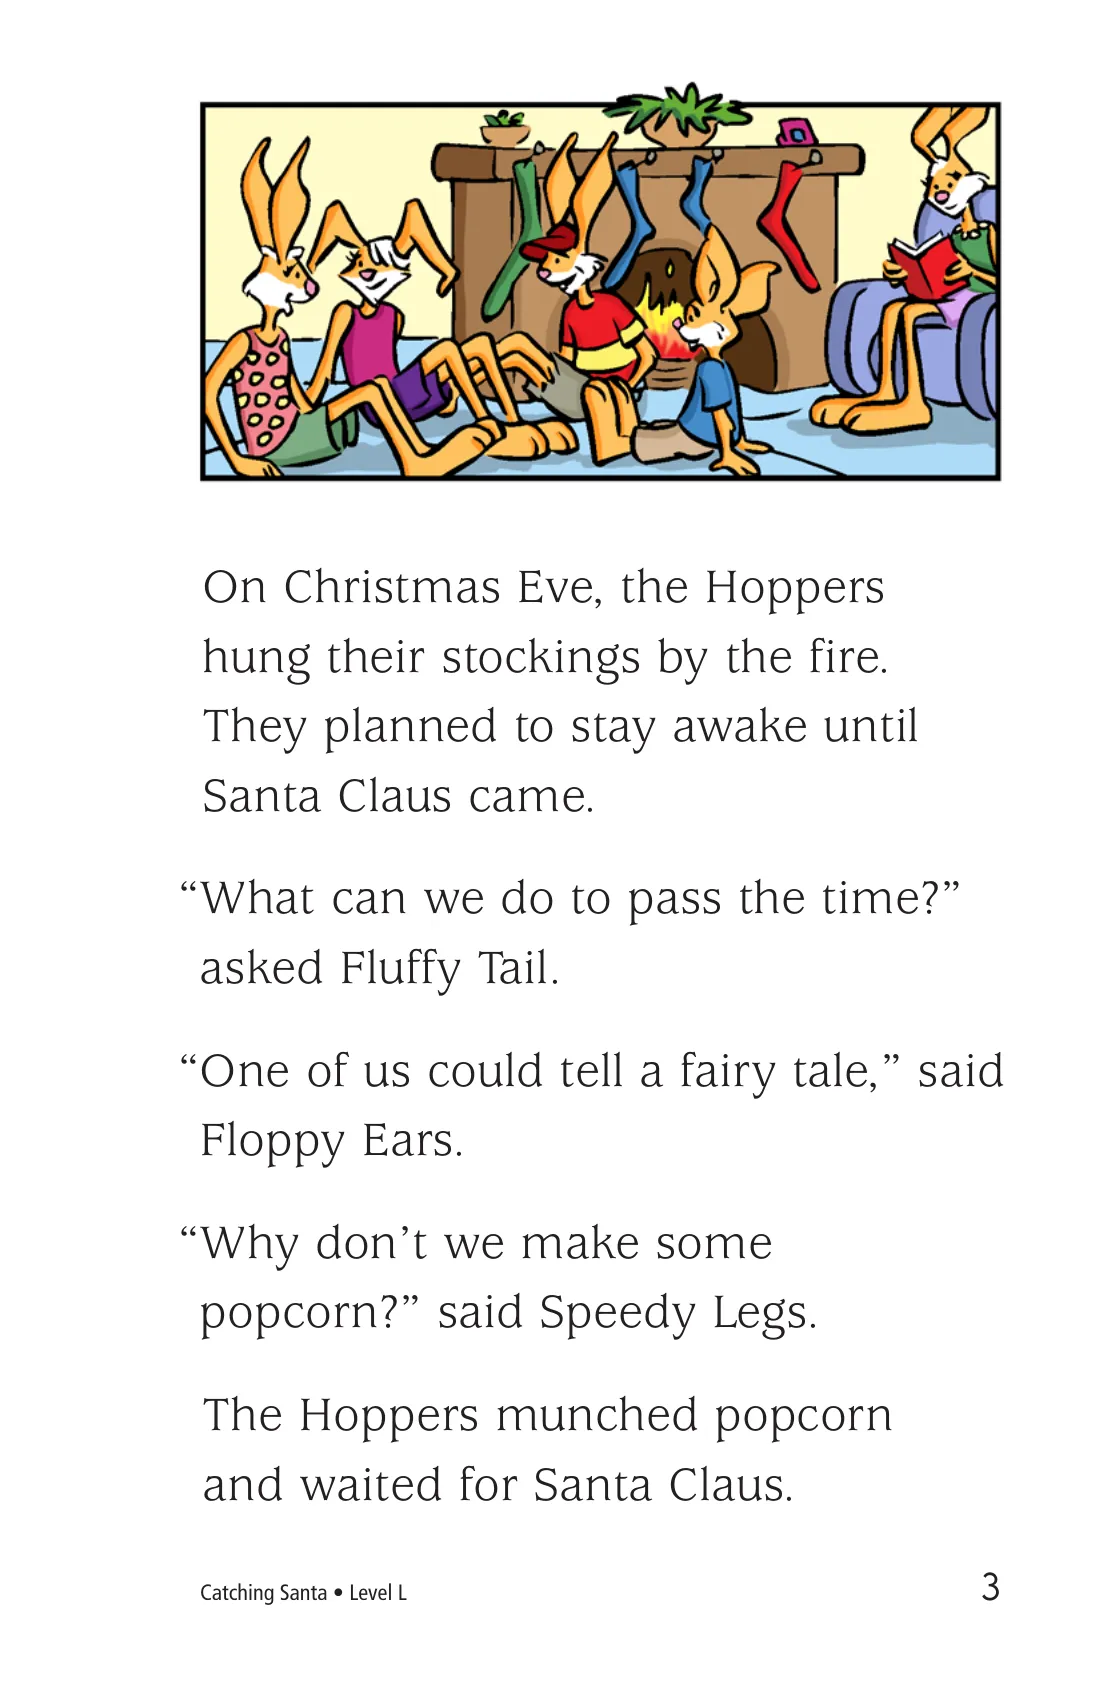 On Christmas Eve, the Hoppers
hung their stockings by the fire.
They planned to stay awake until
Santa Claus came.
“What can we do to pass the time?”
asked Fluffy Tail.
“One of us could tell a fairy tale,” said
Floppy Ears.
“Why don’t we make some
popcorn?” said Speedy Legs.
The Hoppers munched popcorn
and waited for Santa Claus.
Catching Santa • Level L
3